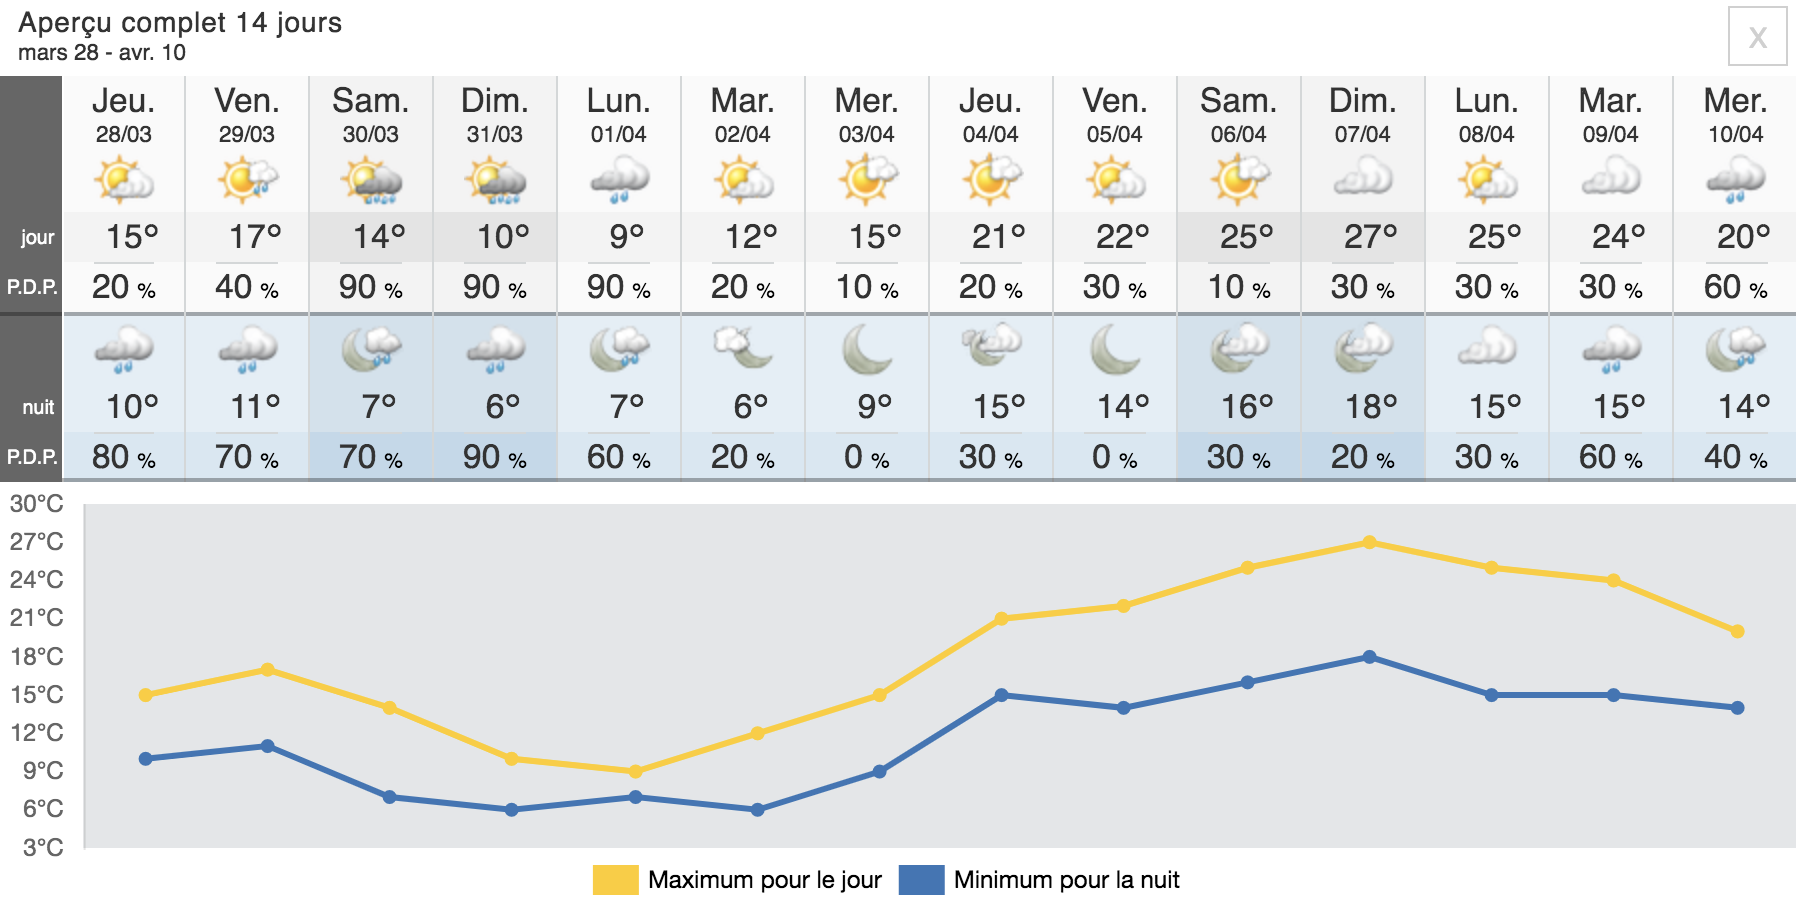 Aperçu complet 14 jours
mars 28 - avr. 10
X
Jeu. Ven. Sam. Dim. Lun. Mar. Mer. Jeu. Ven. Sam. Dim. Lun. Mar. Mer.
28/03 29/03 30/03 31/03 01/04 02/04 03/04 04/04 05/04 06/04 07/04 08/04 09/04 10/04
jour 15° 17° 14° 10° 9° 12° 15° 21° 22° 25° 27° 25° 24° 20°
P.D.P. 20 % 40 % 90 % 90 % 90 % 20 % 10 % 20 % 30 % 10 % 30 % 30 % 30 % 60 %
nuit 10° 11° 7° 6° 7° 6° 9° 15° 14° 16° 18° 15° 15° 14°
P.D.P. 80 % 70 % 70 % 90 % 60 % 20 % 0 % 30 % 0 % 30 % 20 % 30 % 60 % 40 %
30°C
27°C
24°C
21°C
18°C
15°C
12°C
9°C
6°C
3°C
Maximum pour le jour Minimum pour la nuit